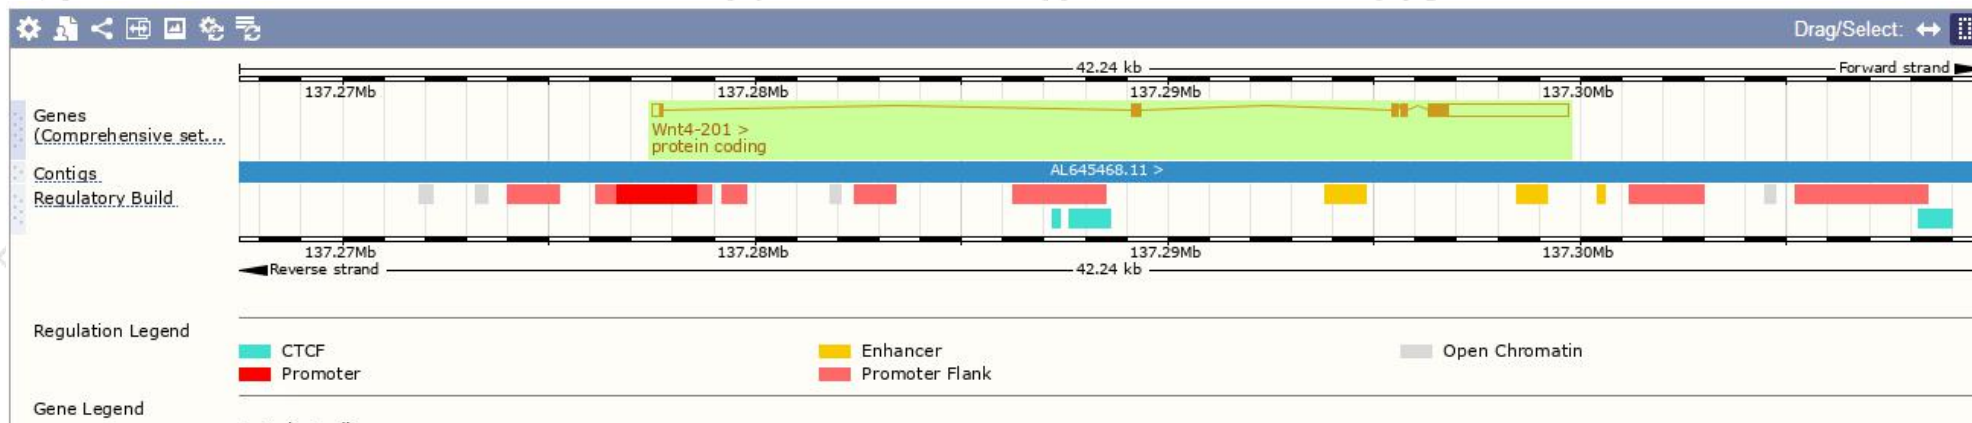 Drag/Select:
42.24 kb Forward strand
137.27Mb 137.28Mb 137.29Mb 137.30Mb
Genes
(Comprehensive set...
Wnt4-201 >
protein coding
Contigs AL645468.11 >
Regulatory Build
137.27Mb 137.28Mb 137.29Mb 137.30Mb
Reverse strand 42.24 kb
Regulation Legend
CTCF Enhancer Open Chromatin
Promoter Promoter Flank
Gene Legend